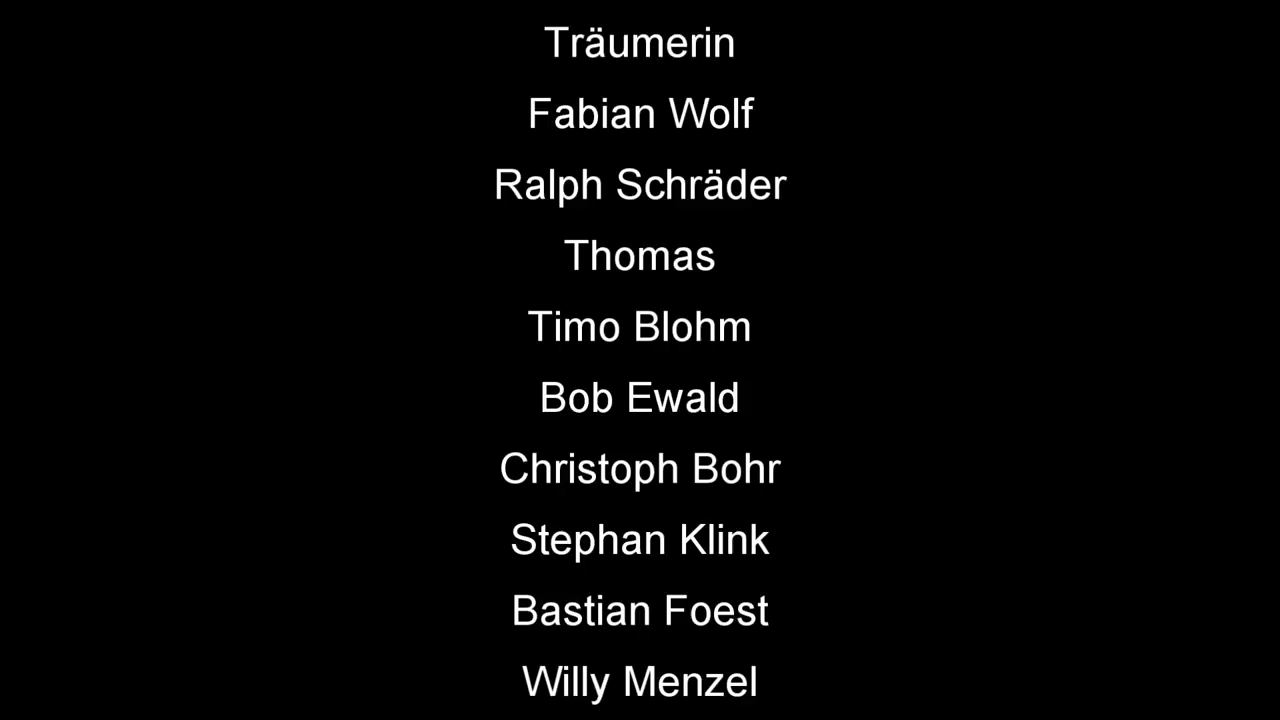 Träumerin
Fabian Wolf
Ralph Schräder
Thomas
Timo Blohm
Bob Ewald
Christoph Bohr
Stephan Klink
Bastian Foest
Willy Menzel